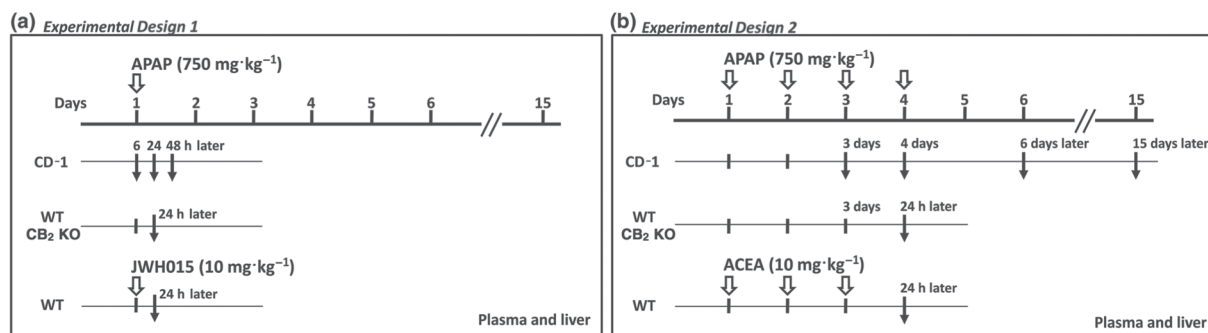 (a) Experimental Design 1
APAP (750 mg·kg⁻¹)
Days 1 2 3 4 5 6 15
6 24 48 h later
CD-1
24 h later
WT
CB₂ KO
JWH015 (10 mg·kg⁻¹)
24 h later
WT
Plasma and liver
(b) Experimental Design 2
APAP (750 mg·kg⁻¹)
Days 1 2 3 4 5 6 15
3 days 4 days 6 days later 15 days later
CD-1
3 days 24 h later
WT
CB₂ KO
ACEA (10 mg·kg⁻¹)
24 h later
WT
Plasma and liver